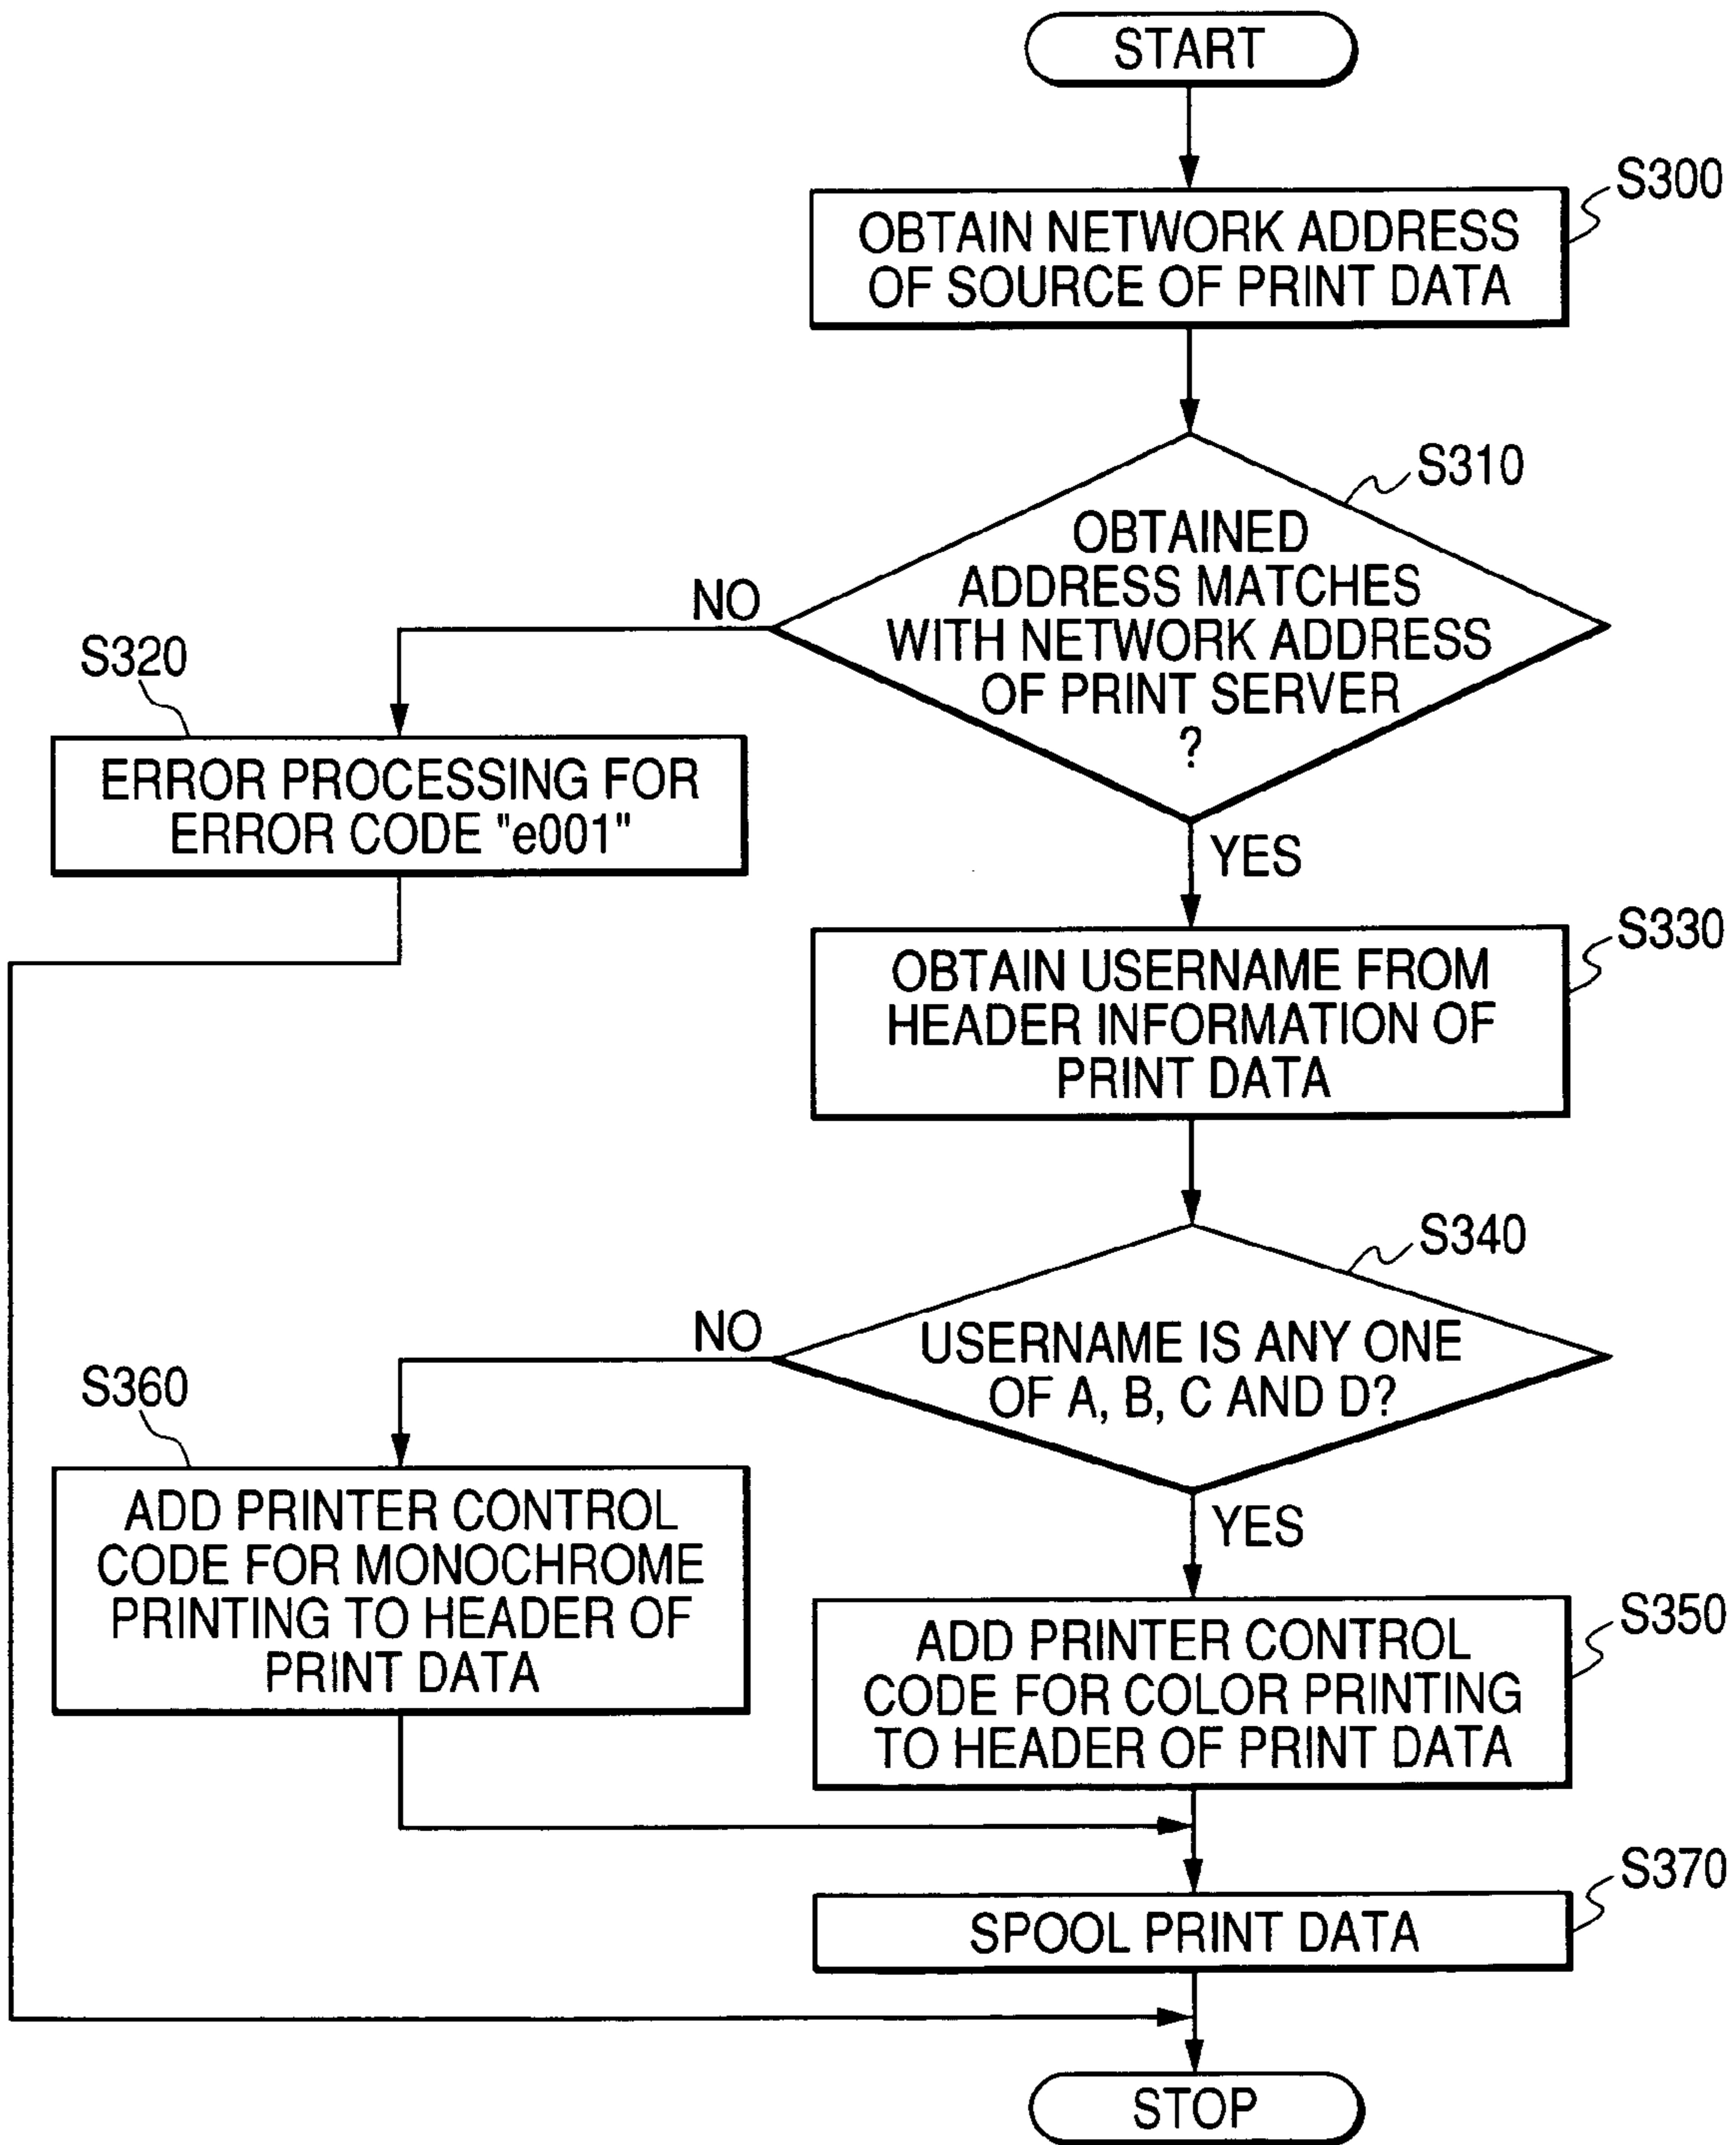 START
S300
OBTAIN NETWORK ADDRESS
OF SOURCE OF PRINT DATA
S310
OBTAINED
ADDRESS MATCHES
WITH NETWORK ADDRESS
OF PRINT SERVER
?
NO
S320
ERROR PROCESSING FOR
ERROR CODE "e001"
YES
S330
OBTAIN USERNAME FROM
HEADER INFORMATION OF
PRINT DATA
S340
USERNAME IS ANY ONE
OF A, B, C AND D?
NO
S360
ADD PRINTER CONTROL
CODE FOR MONOCHROME
PRINTING TO HEADER OF
PRINT DATA
YES
S350
ADD PRINTER CONTROL
CODE FOR COLOR PRINTING
TO HEADER OF PRINT DATA
S370
SPOOL PRINT DATA
STOP